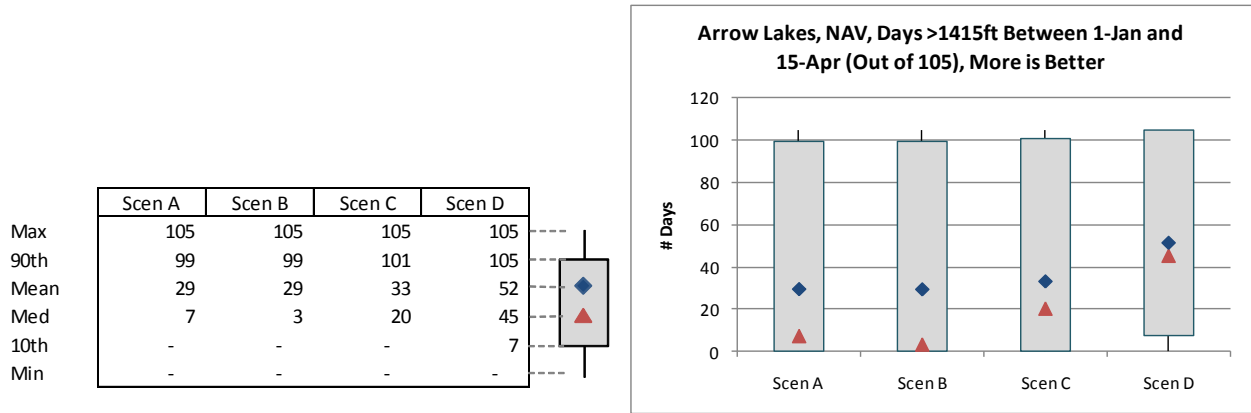 Scen A Scen B Scen C Scen D
Max 105 105 105 105
90th 99 99 101 105
Mean 29 29 33 52
Med 7 3 20 45
10th - - - 7
Min - - - -
Arrow Lakes, NAV, Days >1415ft Between 1-Jan and
15-Apr (Out of 105), More is Better
# Days
120
100
80
60
40
20
0
Scen A Scen B Scen C Scen D